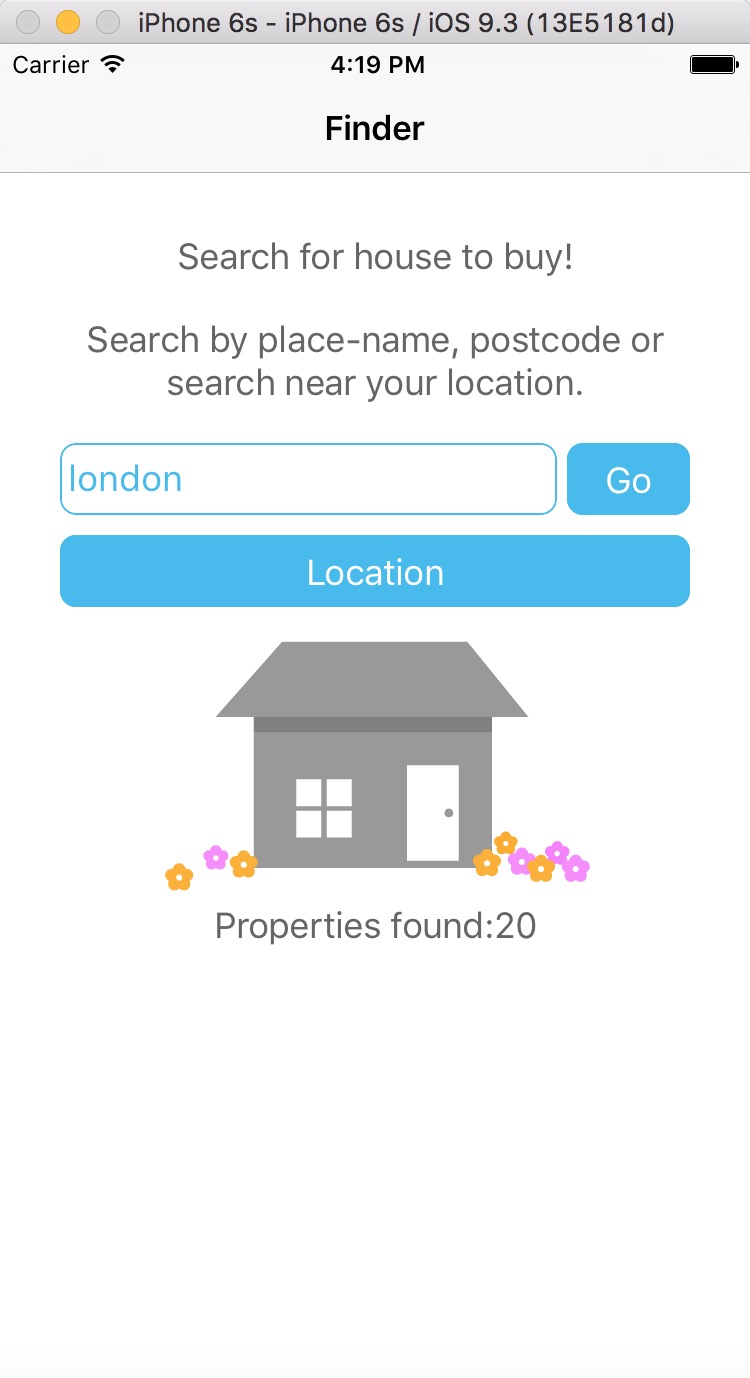 iPhone 6s - iPhone 6s / iOS 9.3 (13E5181d)
Carrier 4:19 PM
Finder
Search for house to buy!
Search by place-name, postcode or
search near your location.
london Go
Location
Properties found:20